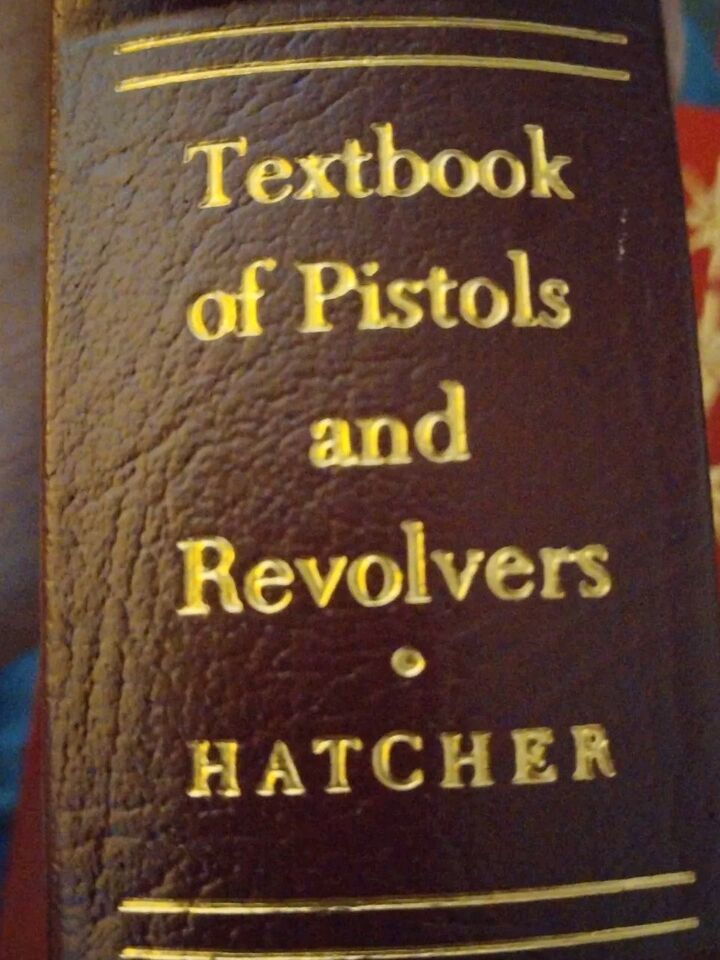 Textbook
of Pistols
and
Revolvers
•
HATCHER